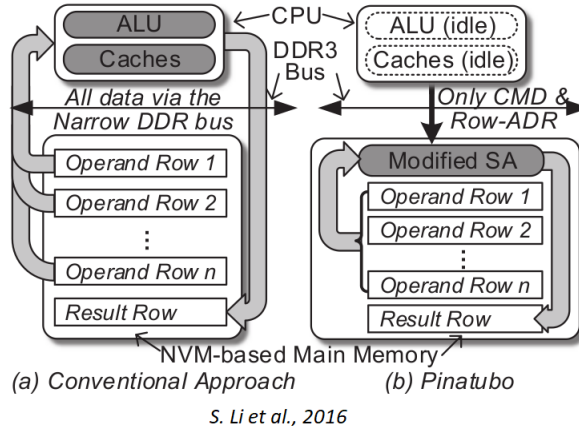 ALU
Caches
CPU
ALU (idle)
Caches (idle)
DDR3
Bus
All data via the
Narrow DDR bus
Only CMD &
Row-ADR
Operand Row 1
Operand Row 2
⋮
Operand Row n
Result Row
Modified SA
Operand Row 1
Operand Row 2
⋮
Operand Row n
Result Row
NVM-based Main Memory
(a) Conventional Approach
(b) Pinatubo
S. Li et al., 2016